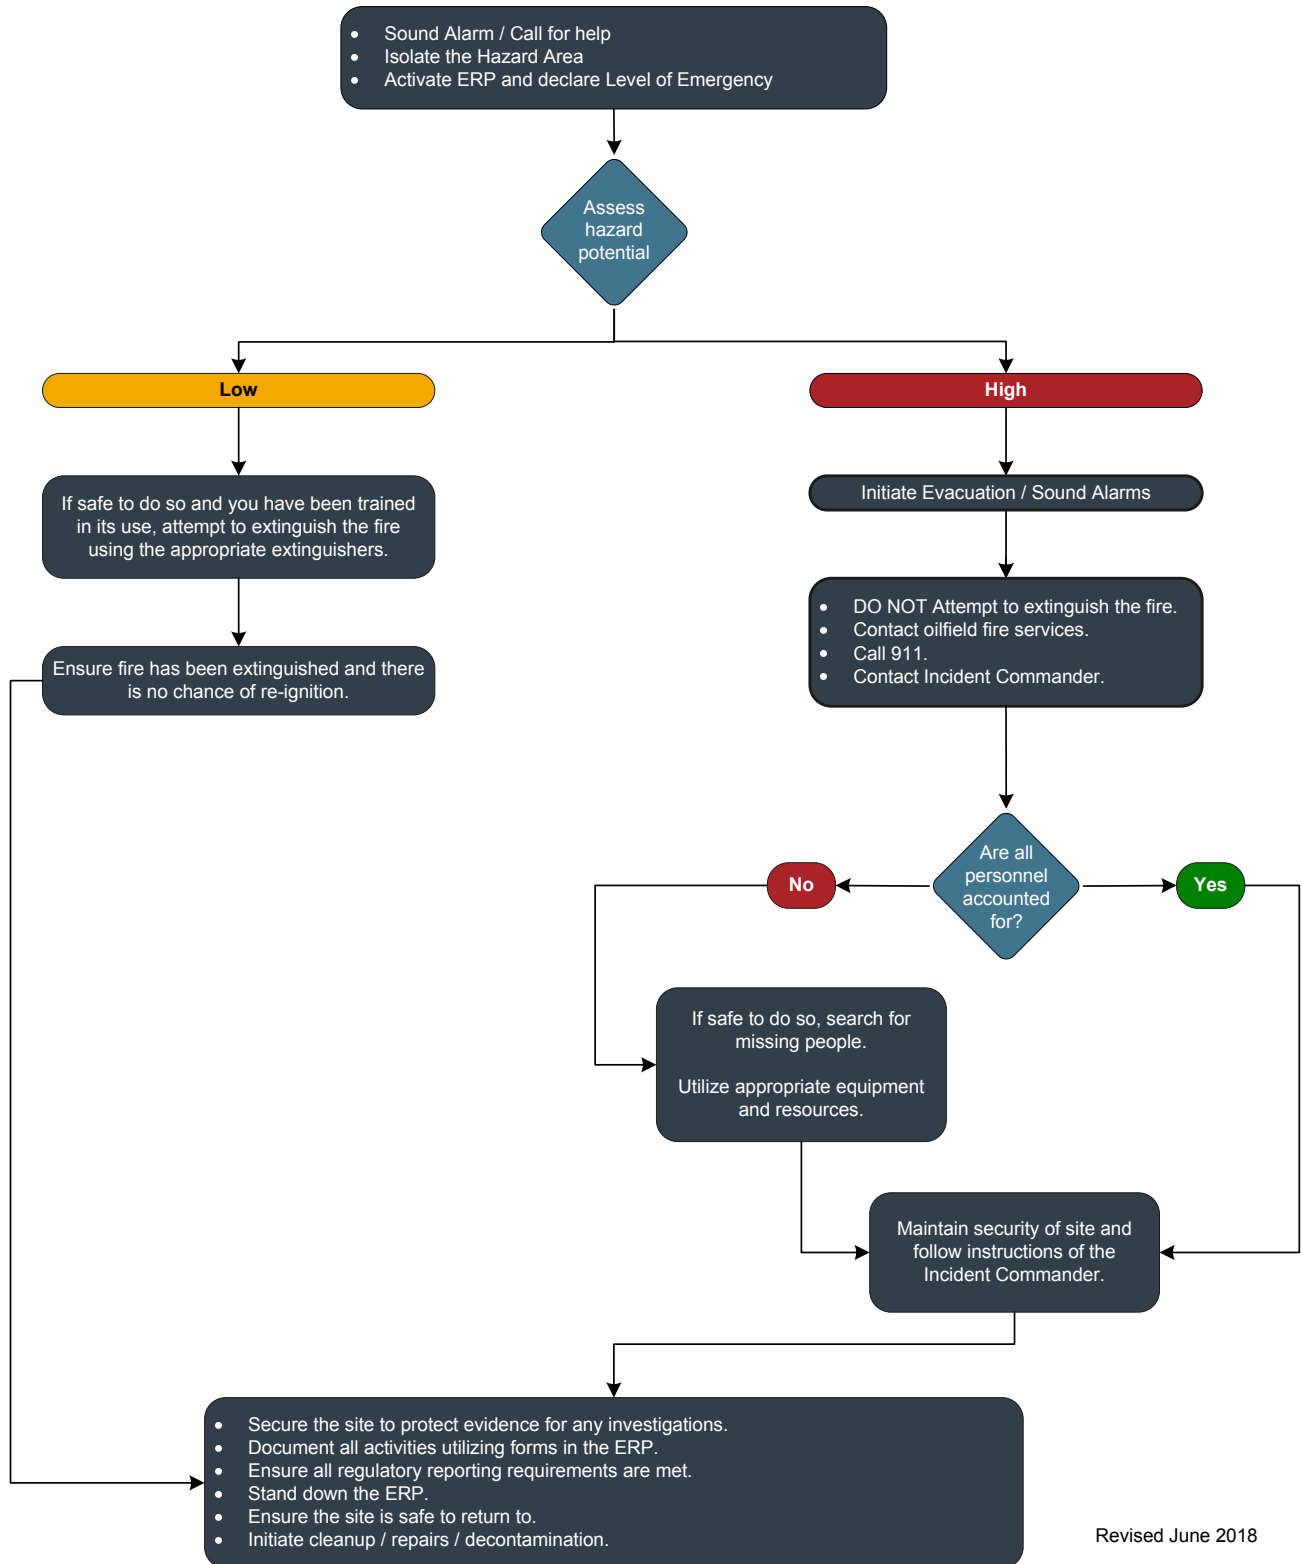 • Sound Alarm / Call for help
• Isolate the Hazard Area
• Activate ERP and declare Level of Emergency
Assess
hazard
potential
Low
High
If safe to do so and you have been trained
in its use, attempt to extinguish the fire
using the appropriate extinguishers.
Initiate Evacuation / Sound Alarms
Ensure fire has been extinguished and there
is no chance of re-ignition.
• DO NOT Attempt to extinguish the fire.
• Contact oilfield fire services.
• Call 911.
• Contact Incident Commander.
Are all
personnel
accounted
for?
No
Yes
If safe to do so, search for
missing people.
Utilize appropriate equipment
and resources.
Maintain security of site and
follow instructions of the
Incident Commander.
• Secure the site to protect evidence for any investigations.
• Document all activities utilizing forms in the ERP.
• Ensure all regulatory reporting requirements are met.
• Stand down the ERP.
• Ensure the site is safe to return to.
• Initiate cleanup / repairs / decontamination.
Revised June 2018